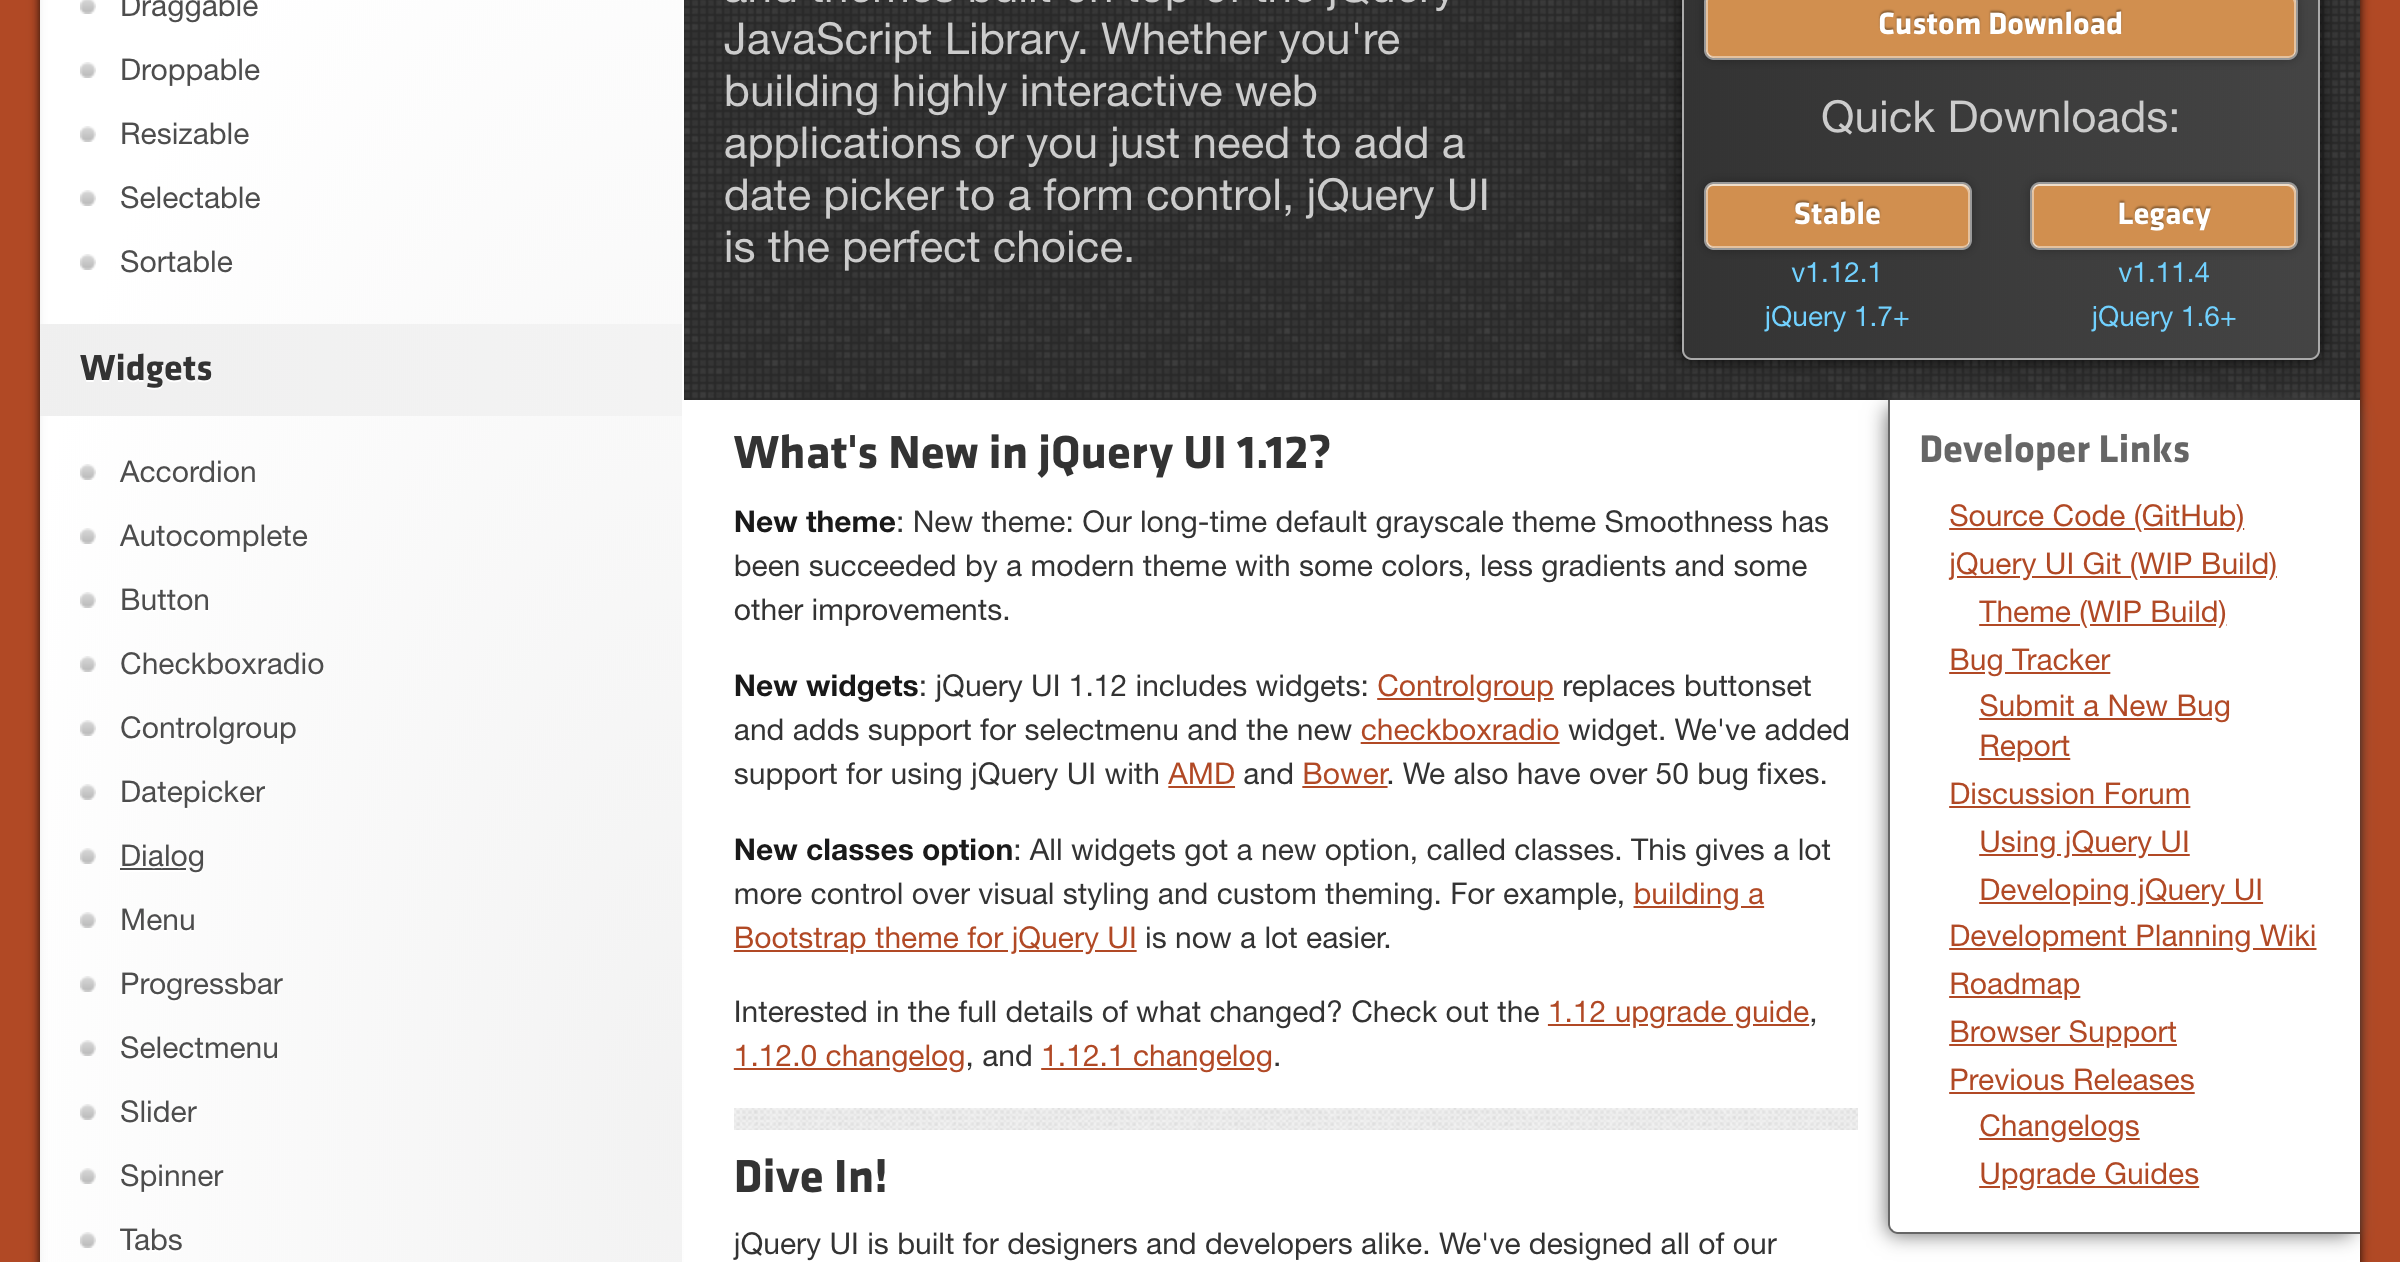 Draggable
Droppable
Resizable
Selectable
Sortable
Widgets
Accordion
Autocomplete
Button
Checkboxradio
Controlgroup
Datepicker
Dialog
Menu
Progressbar
Selectmenu
Slider
Spinner
Tabs
and themes built on top of the jQuery
JavaScript Library. Whether you're
building highly interactive web
applications or you just need to add a
date picker to a form control, jQuery UI
is the perfect choice.
Custom Download
Quick Downloads:
Stable
v1.12.1
jQuery 1.7+
Legacy
v1.11.4
jQuery 1.6+
What's New in jQuery UI 1.12?
New theme: New theme: Our long-time default grayscale theme Smoothness has
been succeeded by a modern theme with some colors, less gradients and some
other improvements.
New widgets: jQuery UI 1.12 includes widgets: Controlgroup replaces buttonset
and adds support for selectmenu and the new checkboxradio widget. We've added
support for using jQuery UI with AMD and Bower. We also have over 50 bug fixes.
New classes option: All widgets got a new option, called classes. This gives a lot
more control over visual styling and custom theming. For example, building a
Bootstrap theme for jQuery UI is now a lot easier.
Interested in the full details of what changed? Check out the 1.12 upgrade guide,
1.12.0 changelog, and 1.12.1 changelog.
Dive In!
jQuery UI is built for designers and developers alike. We've designed all of our
Developer Links
Source Code (GitHub)
jQuery UI Git (WIP Build)
Theme (WIP Build)
Bug Tracker
Submit a New Bug
Report
Discussion Forum
Using jQuery UI
Developing jQuery UI
Development Planning Wiki
Roadmap
Browser Support
Previous Releases
Changelogs
Upgrade Guides